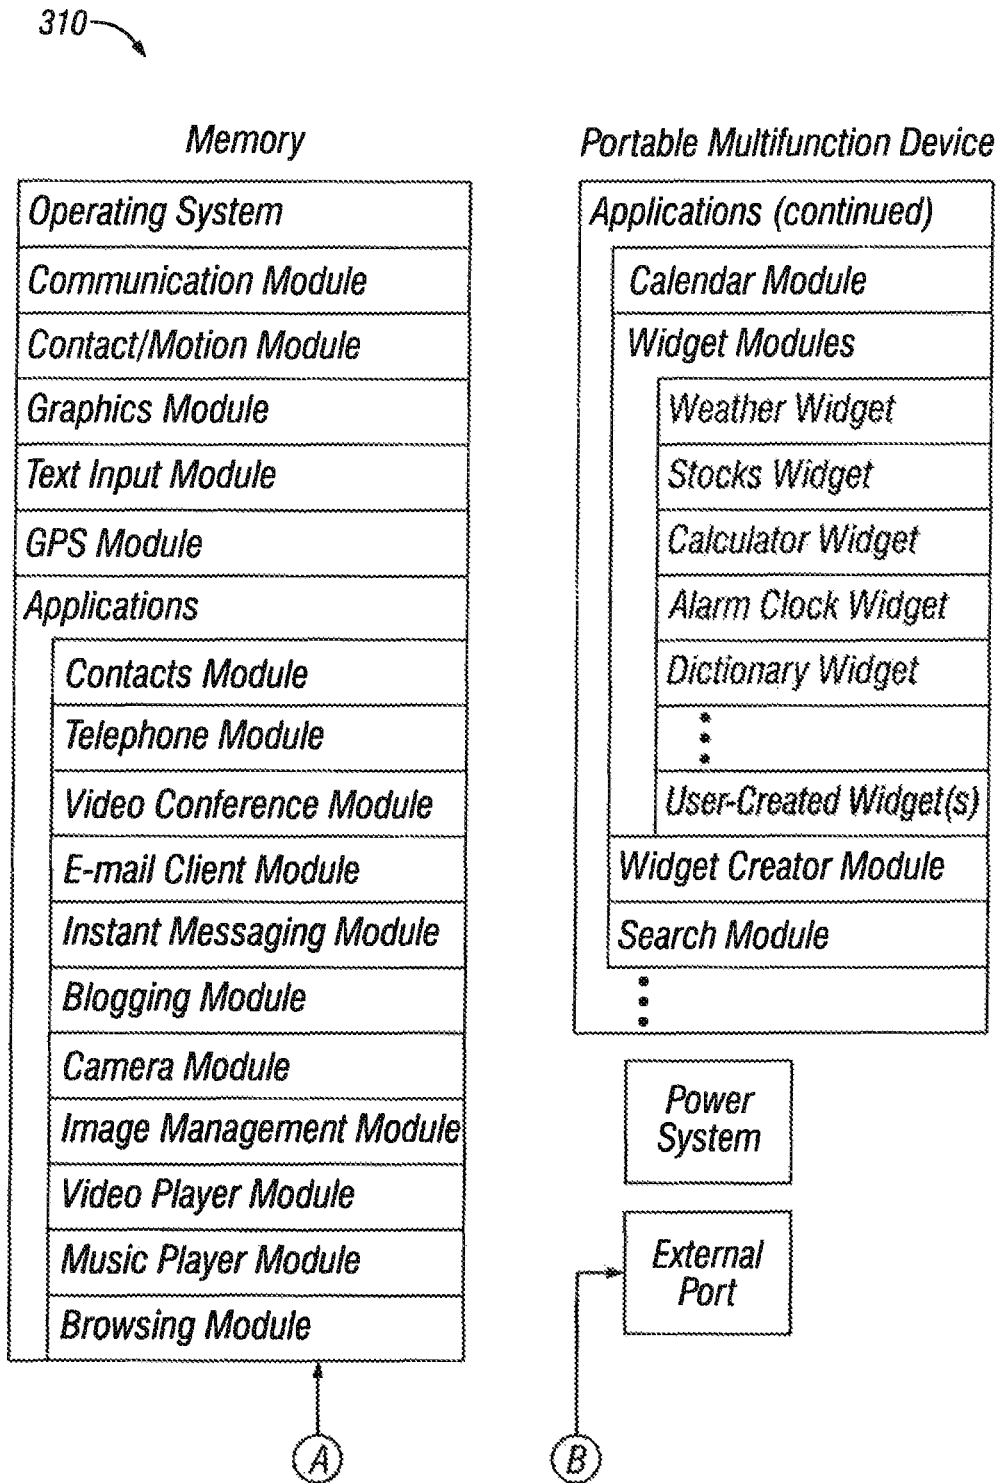 310
Memory
Operating System
Communication Module
Contact/Motion Module
Graphics Module
Text Input Module
GPS Module
Applications
Contacts Module
Telephone Module
Video Conference Module
E-mail Client Module
Instant Messaging Module
Blogging Module
Camera Module
Image Management Module
Video Player Module
Music Player Module
Browsing Module
A
Portable Multifunction Device
Applications (continued)
Calendar Module
Widget Modules
Weather Widget
Stocks Widget
Calculator Widget
Alarm Clock Widget
Dictionary Widget
User-Created Widget(s)
Widget Creator Module
Search Module
Power
System
External
Port
B